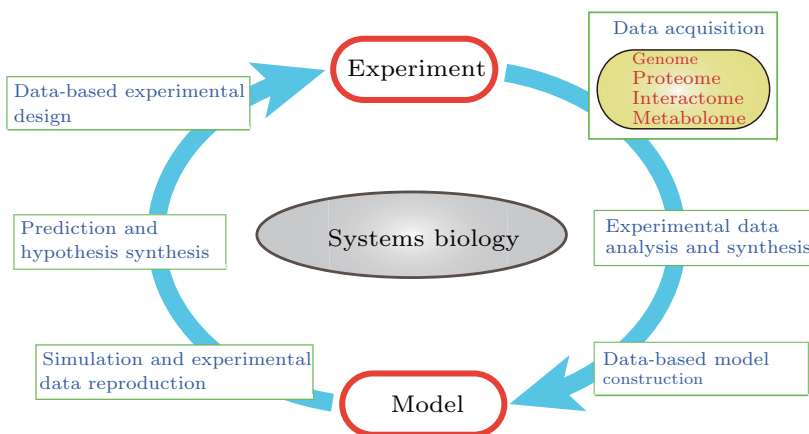 Data acquisition
Genome
Proteome
Interactome
Metabolome
Experiment
Data-based experimental
design
Prediction and
hypothesis synthesis
Systems biology
Experimental data
analysis and synthesis
Simulation and experimental
data reproduction
Data-based model
construction
Model